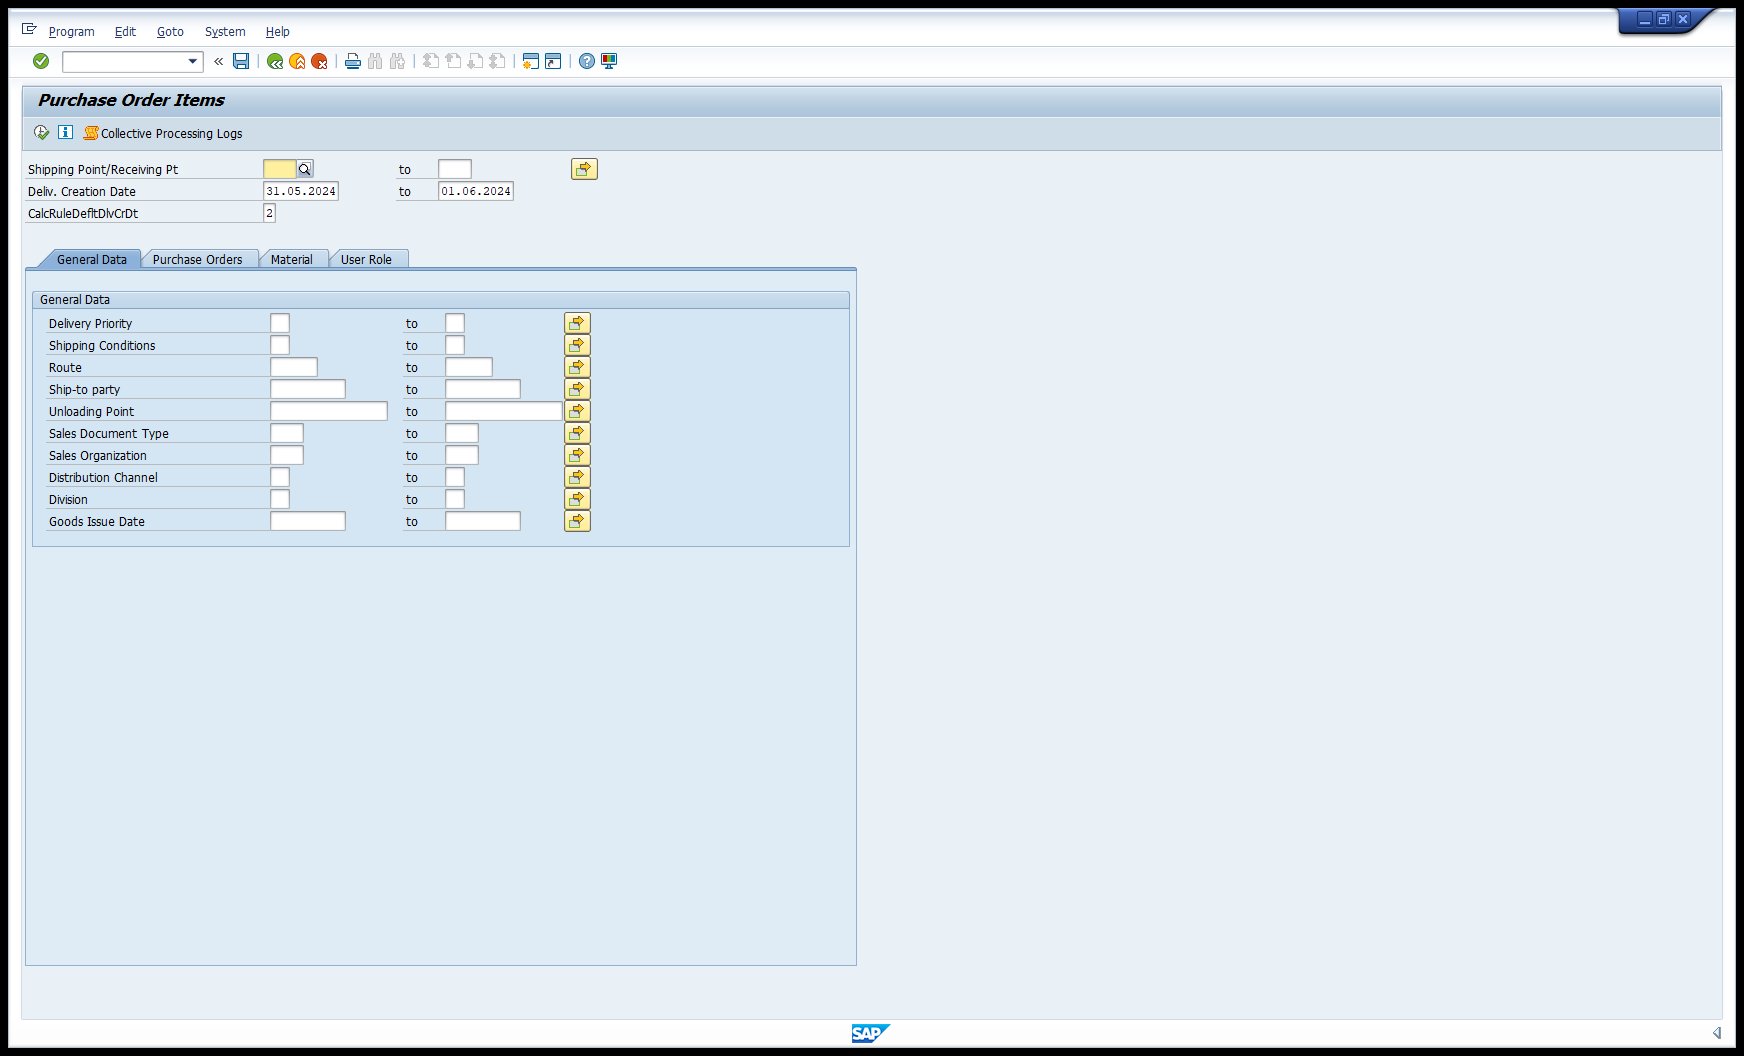 Program Edit Goto System Help
Purchase Order Items
Collective Processing Logs
Shipping Point/Receiving Pt to
Deliv. Creation Date 31.05.2024 to 01.06.2024
CalcRuleDefltDlvCrDt 2
General Data Purchase Orders Material User Role
General Data
Delivery Priority to
Shipping Conditions to
Route to
Ship-to party to
Unloading Point to
Sales Document Type to
Sales Organization to
Distribution Channel to
Division to
Goods Issue Date to
SAP